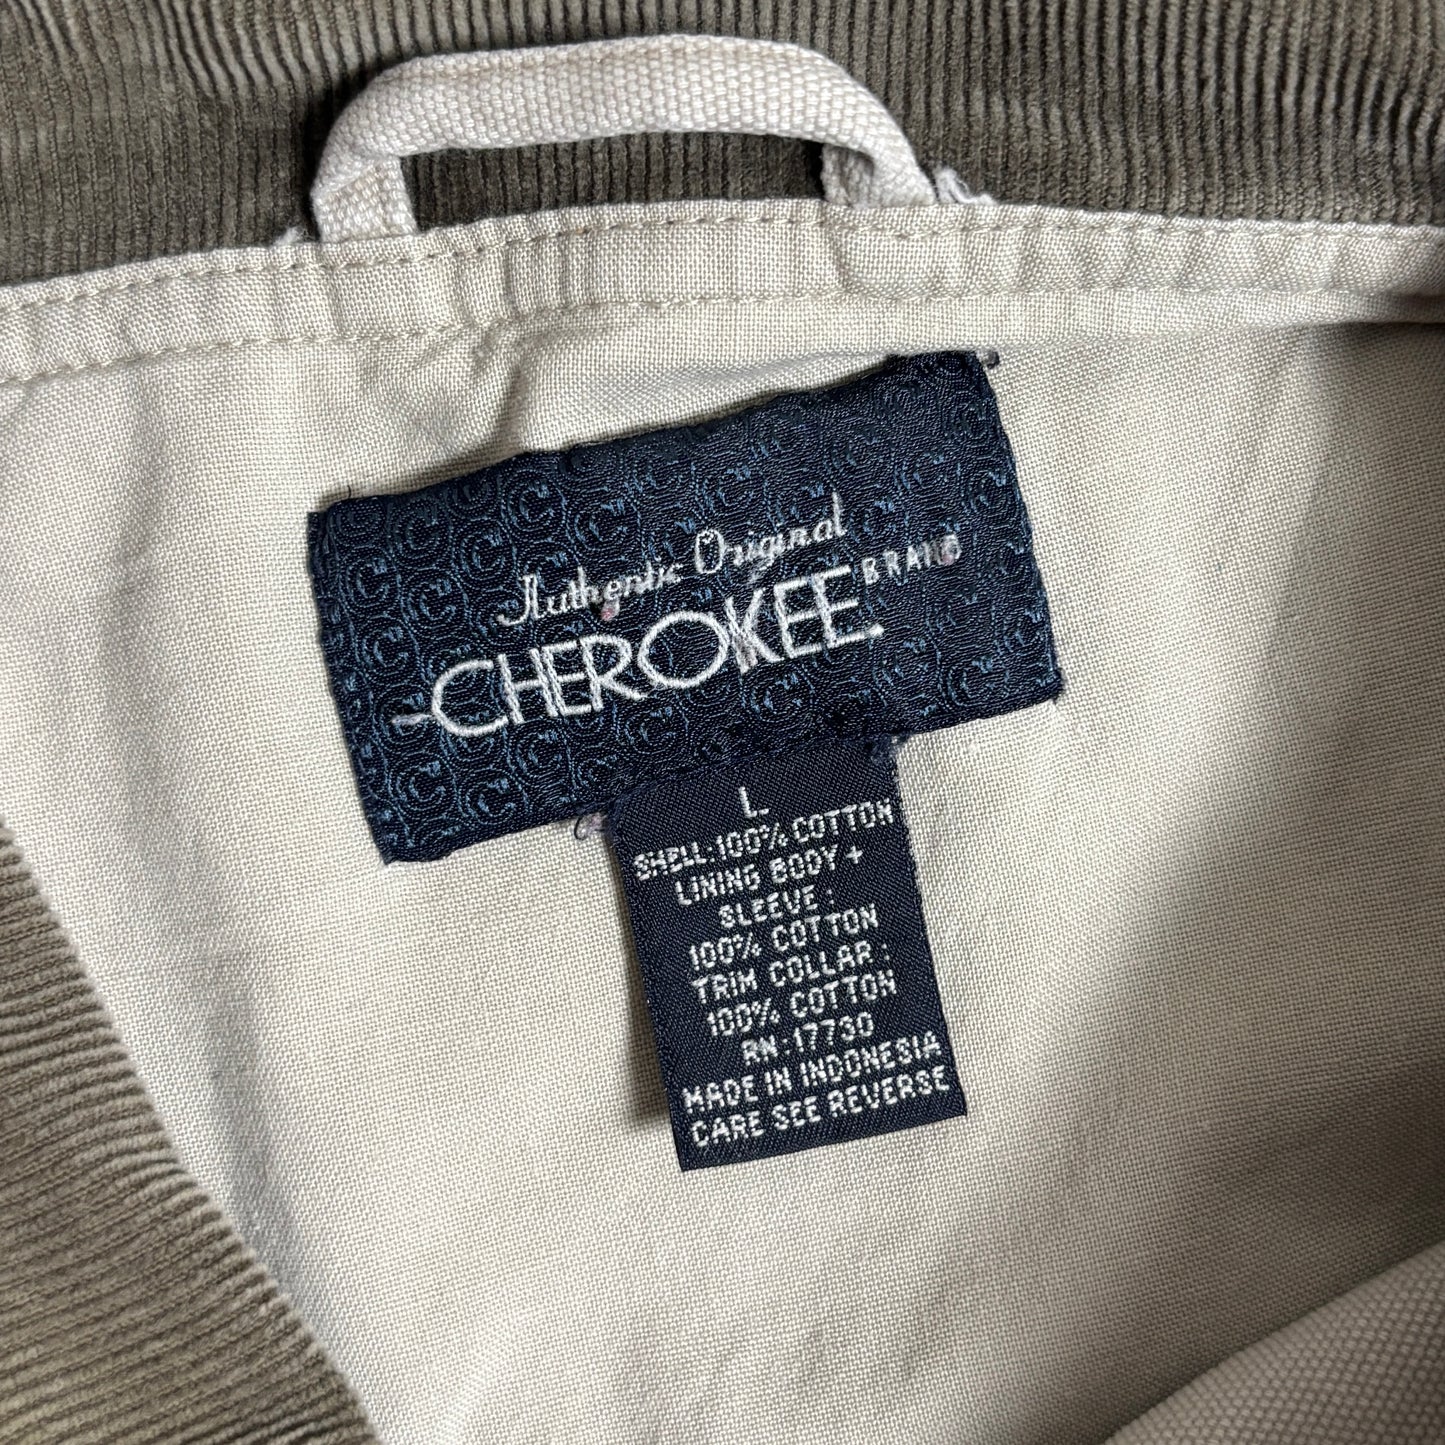 Authentic Original
CHEROKEE BRAND
L
SHELL:100% COTTON
LINING BODY +
SLEEVE :
100% COTTON
TRIM COLLAR :
100% COTTON
RN:17730
MADE IN INDONESIA
CARE SEE REVERSE